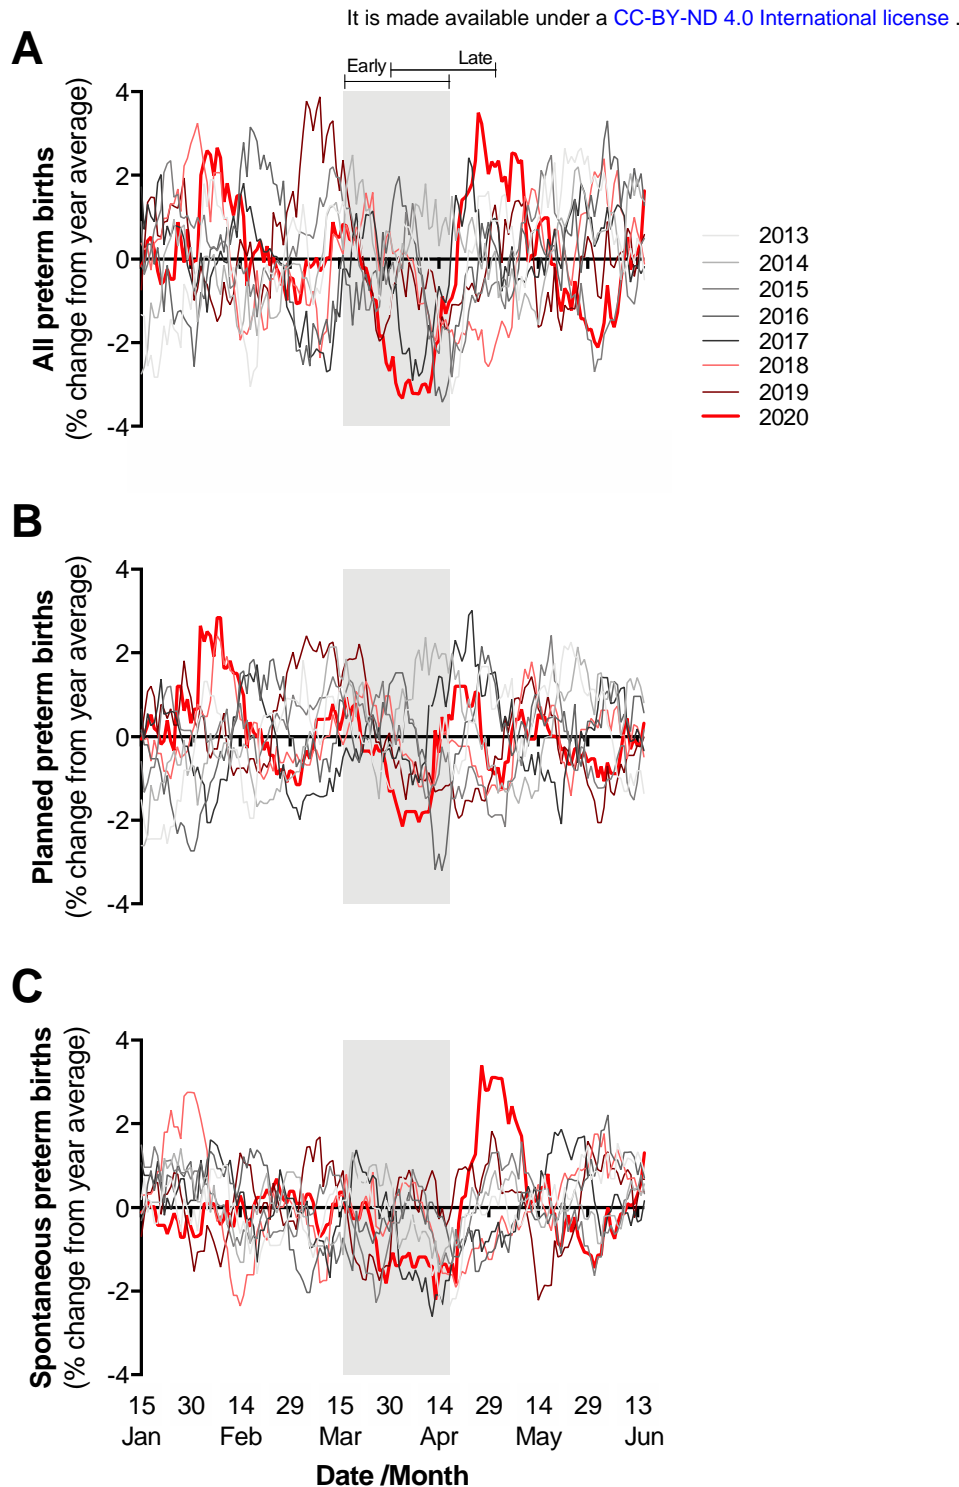 It is made available under a CC-BY-ND 4.0 International license .
A
Early
Late
All preterm births
(% change from year average)
4
2
0
-2
-4
2013
2014
2015
2016
2017
2018
2019
2020
B
Planned preterm births
(% change from year average)
4
2
0
-2
-4
C
Spontaneous preterm births
(% change from year average)
4
2
0
-2
-4
15 30 14 29 15 30 14 29 14 29 13
Jan Feb Mar Apr May Jun
Date /Month